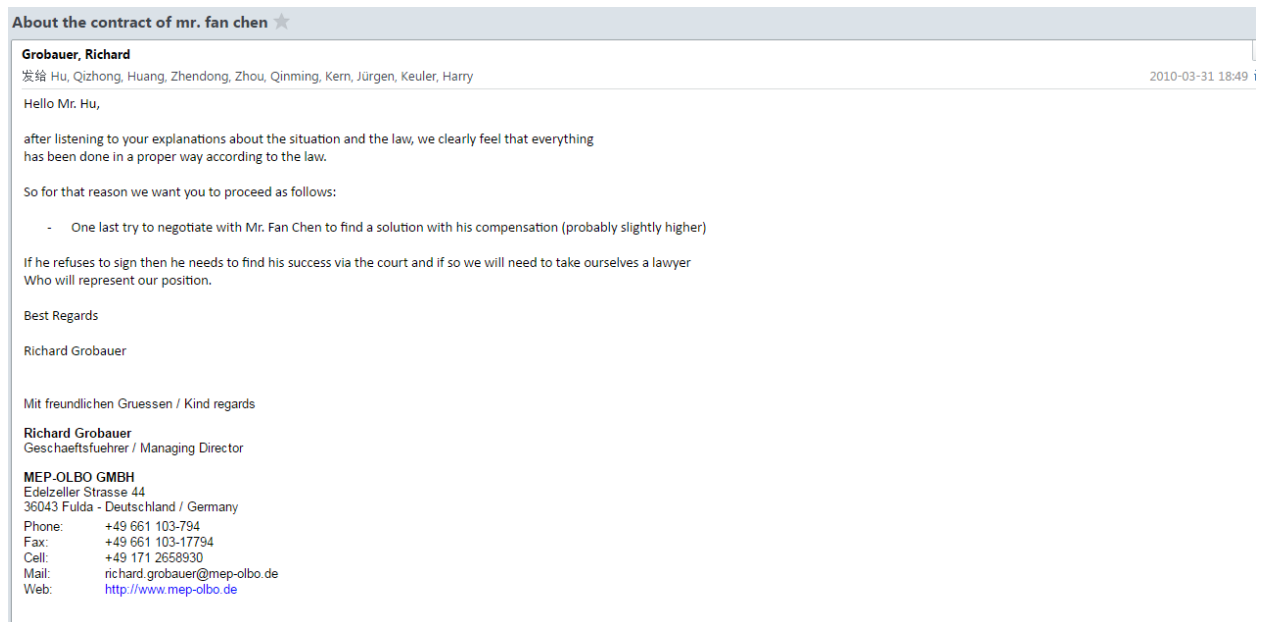 About the contract of mr. fan chen
Grobauer, Richard
发给 Hu, Qizhong, Huang, Zhendong, Zhou, Qinming, Kern, Jürgen, Keuler, Harry
2010-03-31 18:49
Hello Mr. Hu,
after listening to your explanations about the situation and the law, we clearly feel that everything
has been done in a proper way according to the law.
So for that reason we want you to proceed as follows:
- One last try to negotiate with Mr. Fan Chen to find a solution with his compensation (probably slightly higher)
If he refuses to sign then he needs to find his success via the court and if so we will need to take ourselves a lawyer
Who will represent our position.
Best Regards
Richard Grobauer
Mit freundlichen Gruessen / Kind regards
Richard Grobauer
Geschaeftsfuehrer / Managing Director
MEP-OLBO GMBH
Edelzeller Strasse 44
36043 Fulda - Deutschland / Germany
Phone: +49 661 103-794
Fax: +49 661 103-17794
Cell: +49 171 2658930
Mail: richard.grobauer@mep-olbo.de
Web: http://www.mep-olbo.de